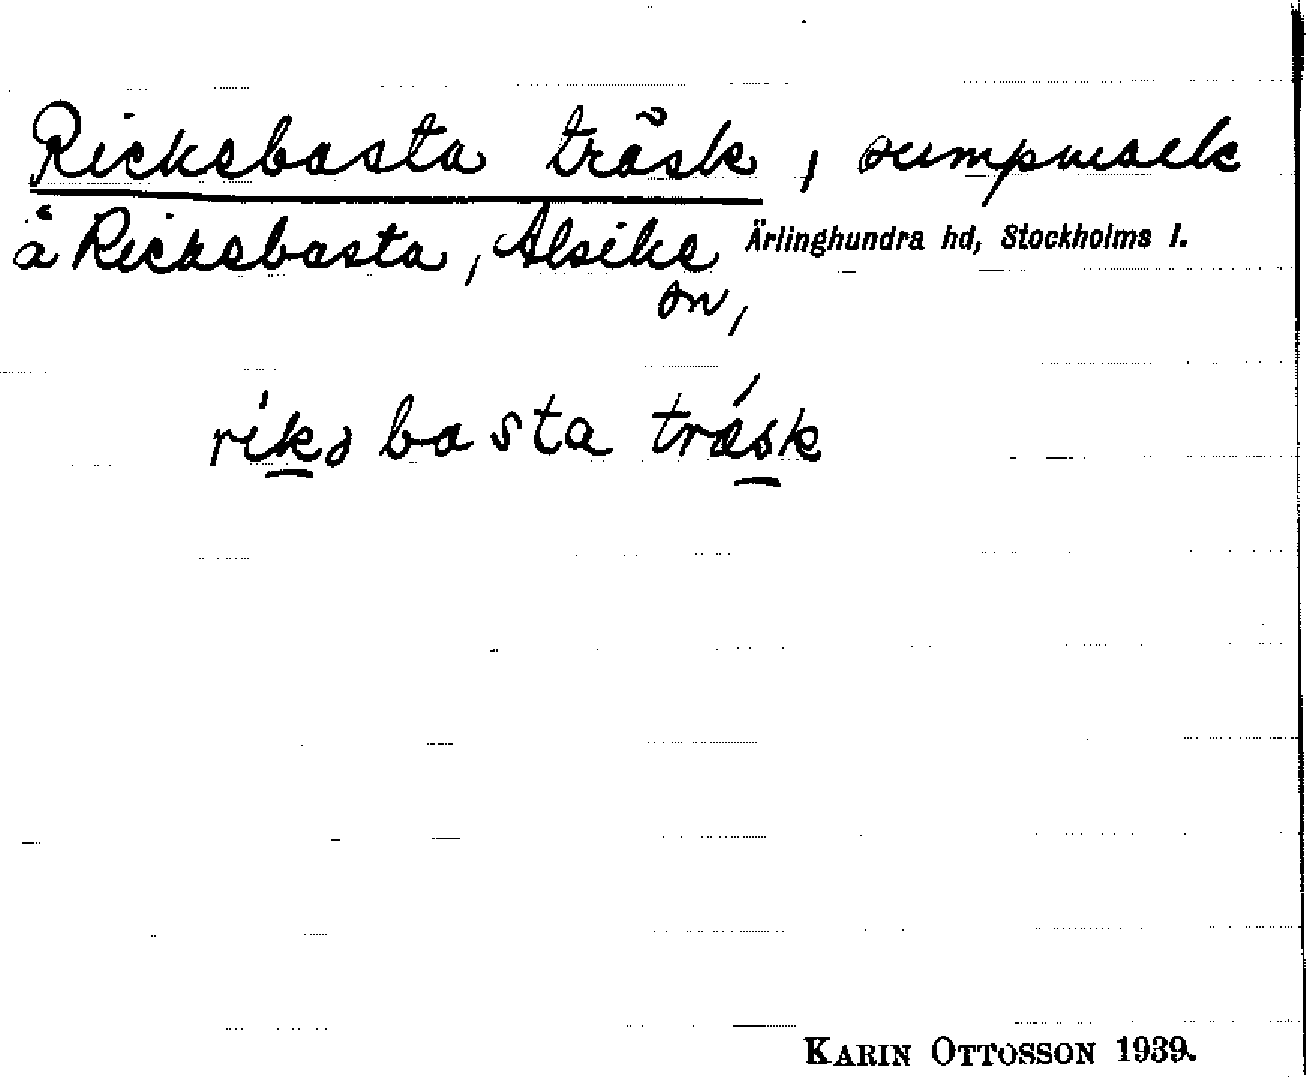 Ricksbasta träsk, sumpmark
å Ricksbasta, Alsike Ärlinghundra hd, Stockholms l.
sn,
riksbasta träsk
KARIN OTTOSSON 1939.